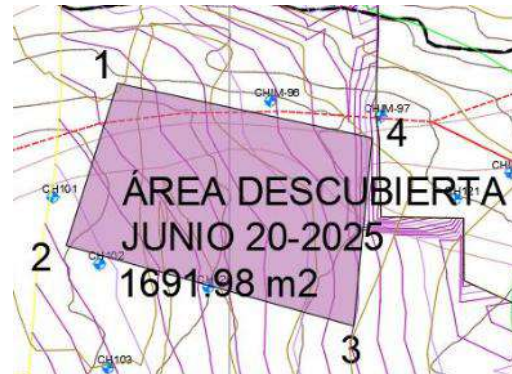 1
CHIM-96
CHIM-97
4
CH101
ÁREA DESCUBIERTA
JUNIO 20-2025
2
CH102
1691.98 m2
3
CH103